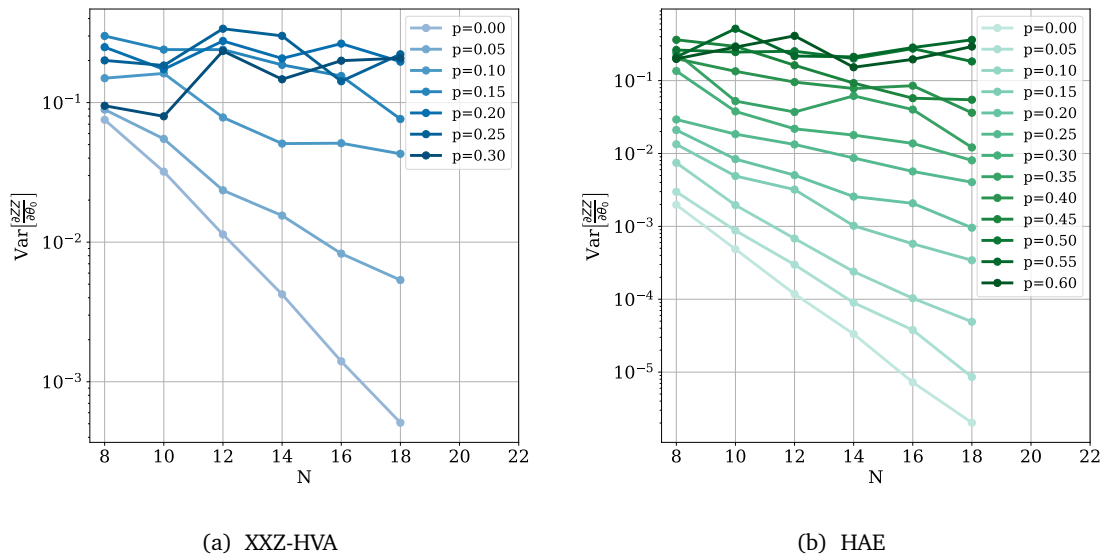 10⁻¹
10⁻²
10⁻³
Var[∂ZZ/∂θ₀]
8 10 12 14 16 18 20 22
N
p=0.00
p=0.05
p=0.10
p=0.15
p=0.20
p=0.25
p=0.30
(a) XXZ-HVA
10⁻¹
10⁻²
10⁻³
10⁻⁴
10⁻⁵
Var[∂ZZ/∂θ₀]
8 10 12 14 16 18 20 22
N
p=0.00
p=0.05
p=0.10
p=0.15
p=0.20
p=0.25
p=0.30
p=0.35
p=0.40
p=0.45
p=0.50
p=0.55
p=0.60
(b) HAE